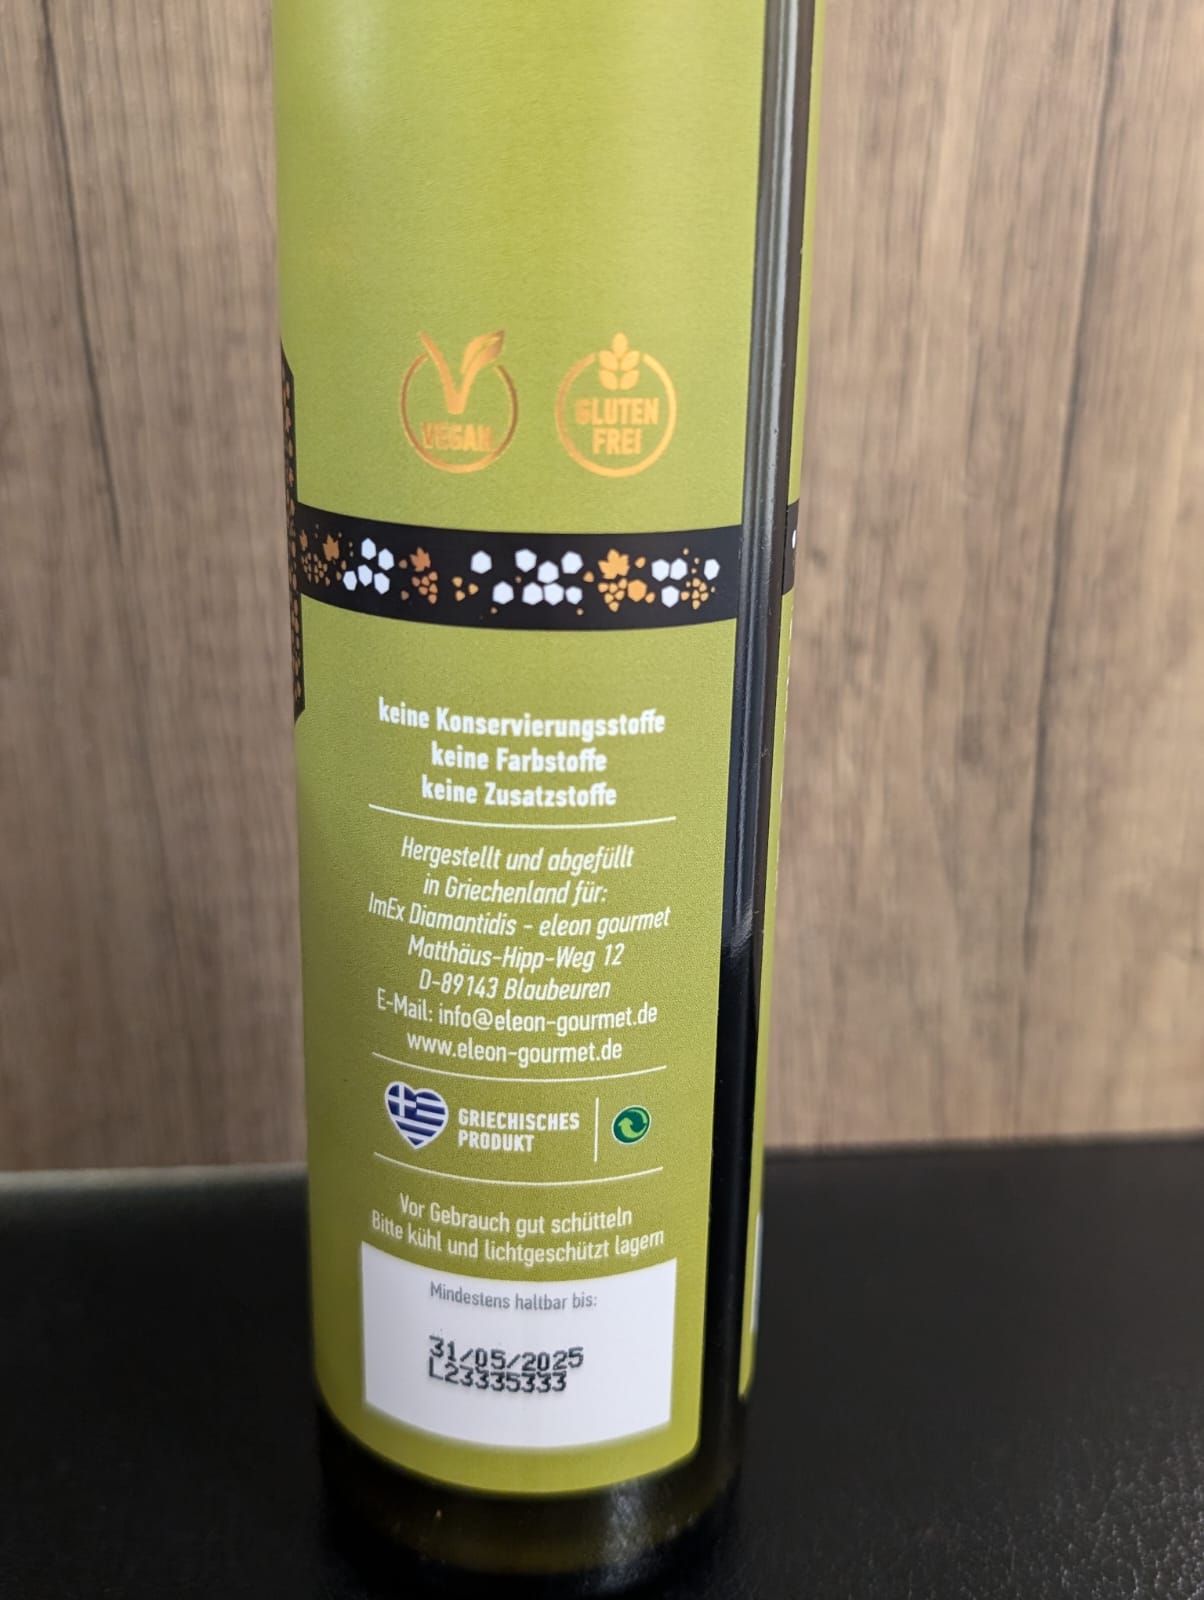 VEGAN
GLUTEN
FREI
keine Konservierungsstoffe
keine Farbstoffe
keine Zusatzstoffe
Hergestellt und abgefüllt
in Griechenland für:
ImEx Diamantidis - eleon gourmet
Matthäus-Hipp-Weg 12
D-89143 Blaubeuren
E-Mail: info@eleon-gourmet.de
www.eleon-gourmet.de
GRIECHISCHES
PRODUKT
Vor Gebrauch gut schütteln
Bitte kühl und lichtgeschützt lagern
Mindestens haltbar bis:
31/05/2025
L23335333